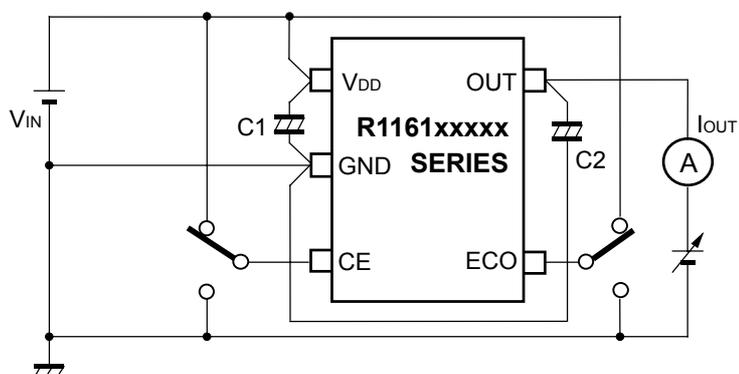 VDD
OUT
VIN
C1
R1161xxxxx
IOUT
GND
SERIES
C2
A
CE
ECO